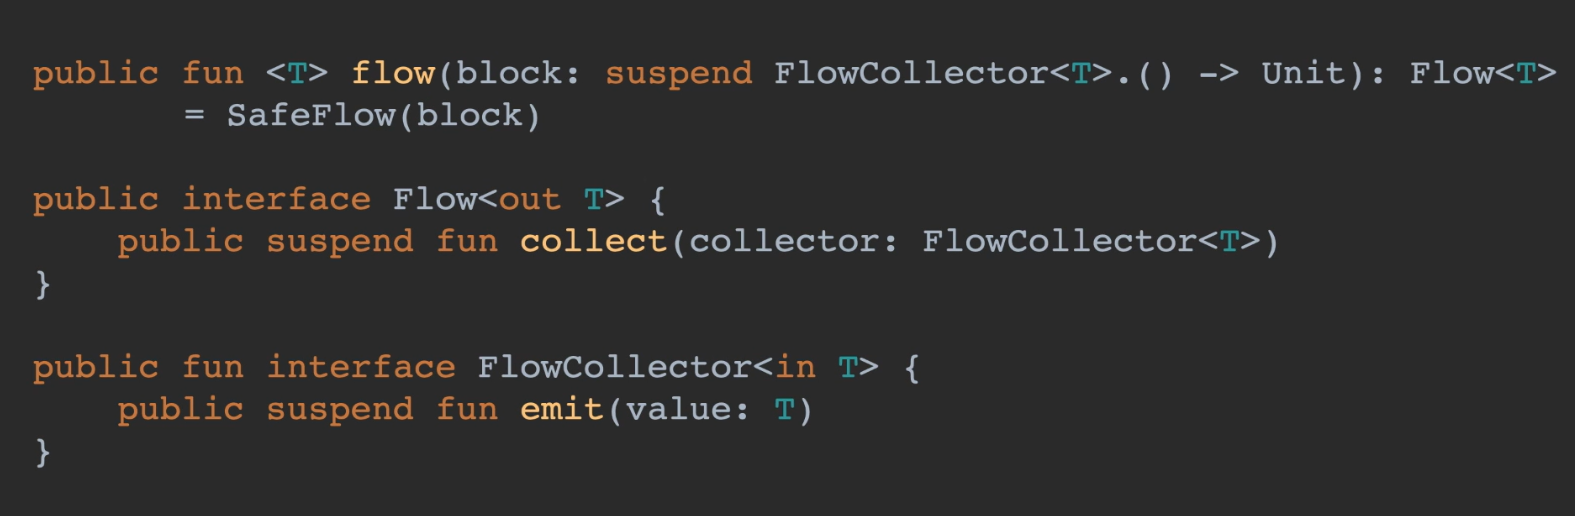 public fun <T> flow(block: suspend FlowCollector<T>.() -> Unit): Flow<T>
       = SafeFlow(block)

public interface Flow<out T> {
    public suspend fun collect(collector: FlowCollector<T>)
}

public fun interface FlowCollector<in T> {
    public suspend fun emit(value: T)
}